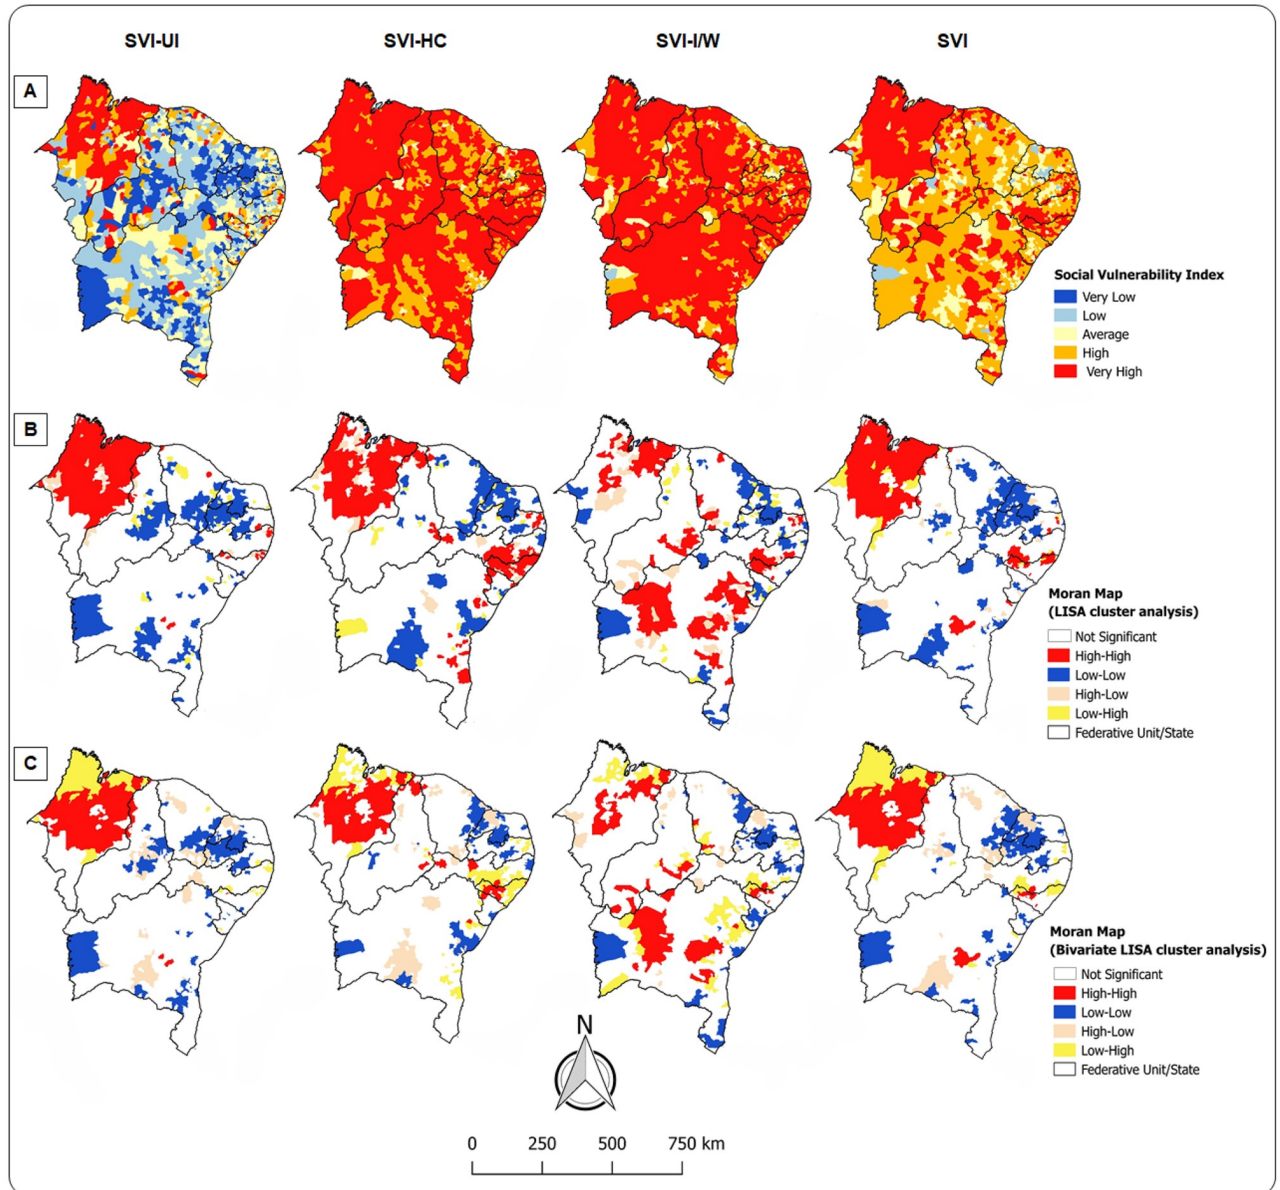 SVI-UI SVI-HC SVI-I/W SVI
A
Social Vulnerability Index
Very Low
Low
Average
High
Very High
B
Moran Map
(LISA cluster analysis)
Not Significant
High-High
Low-Low
High-Low
Low-High
Federative Unit/State
C
Moran Map
(Bivariate LISA cluster analysis)
Not Significant
High-High
Low-Low
High-Low
Low-High
Federative Unit/State
N
0 250 500 750 km